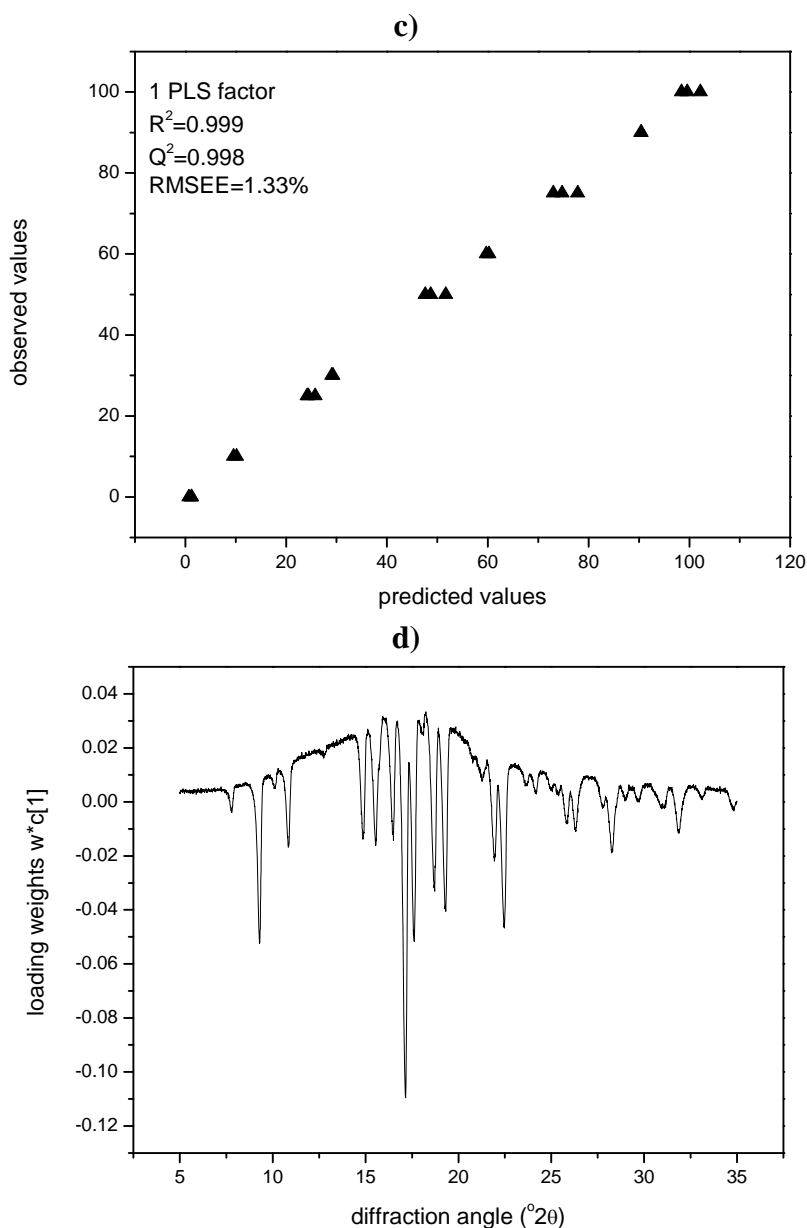 c)
1 PLS factor
R²=0.999
Q²=0.998
RMSEE=1.33%
observed values
100
80
60
40
20
0
0 20 40 60 80 100 120
predicted values
d)
loading weights w*c[1]
0.04
0.02
0.00
-0.02
-0.04
-0.06
-0.08
-0.10
-0.12
5 10 15 20 25 30 35
diffraction angle (°2θ)